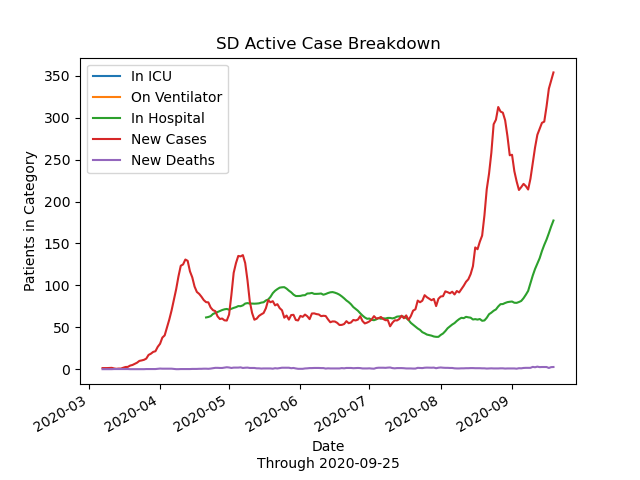 SD Active Case Breakdown
In ICU
On Ventilator
In Hospital
New Cases
New Deaths
Patients in Category
350
300
250
200
150
100
50
0
2020-03
2020-04
2020-05
2020-06
2020-07
2020-08
2020-09
Date
Through 2020-09-25